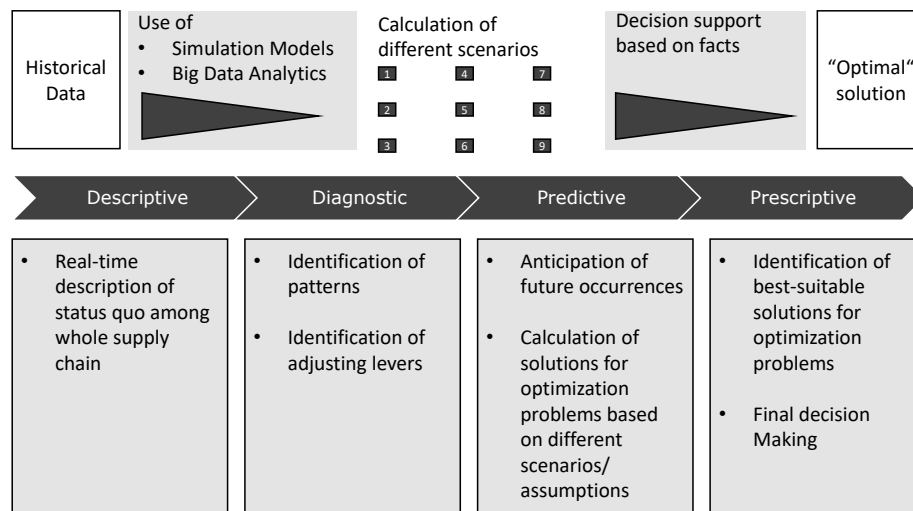 Historical
Data
Use of
• Simulation Models
• Big Data Analytics
Calculation of
different scenarios
1 4 7
2 5 8
3 6 9
Decision support
based on facts
“Optimal“
solution
Descriptive
Diagnostic
Predictive
Prescriptive
• Real-time
description of
status quo among
whole supply
chain
• Identification of
patterns
• Identification of
adjusting levers
• Anticipation of
future occurrences
• Calculation of
solutions for
optimization
problems based
on different
scenarios/
assumptions
• Identification of
best-suitable
solutions for
optimization
problems
• Final decision
Making